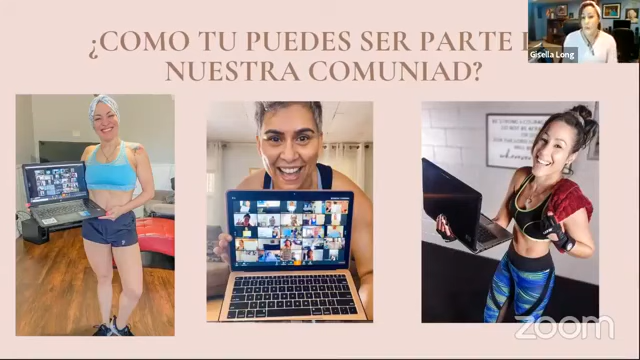 ¿COMO TU PUEDES SER PARTE
NUESTRA COMUNIAD?
Gisella Long
zoom